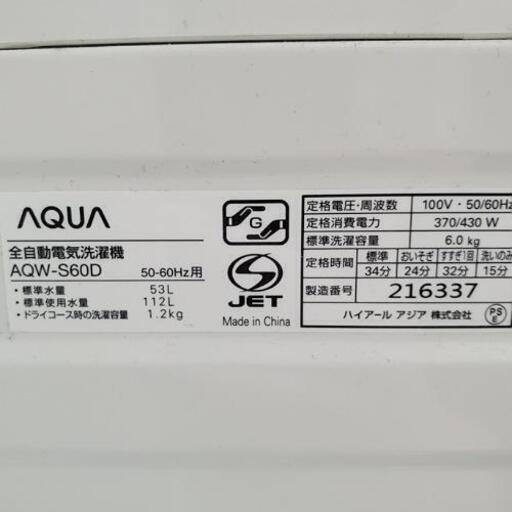 AQUA
全自動電気洗濯機
AQW-S60D 50-60Hz用
・標準水量 53L
・標準使用水量 112L
・ドライコース時の洗濯容量 1.2kg
G
S
JET
Made in China
定格電圧・周波数 100V・50/60Hz
定格消費電力 370/430 W
標準洗濯容量 6.0 kg
定格時間 標準 おいそぎ すすぎ1回 洗いのみ
34分 24分 32分 15分
製造番号 216337
ハイアール アジア 株式会社
PS
E